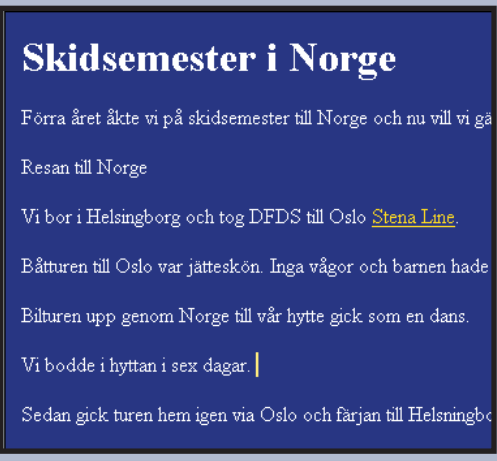 Skidsemester i Norge
Förra året åkte vi på skidsemester till Norge och nu vill vi gä
Resan till Norge
Vi bor i Helsingborg och tog DFDS till Oslo Stena Line.
Båtturen till Oslo var jätteskön. Inga vågor och barnen hade
Bilturen upp genom Norge till vår hytte gick som en dans.
Vi bodde i hyttan i sex dagar.
Sedan gick turen hem igen via Oslo och färjan till Helsningbo